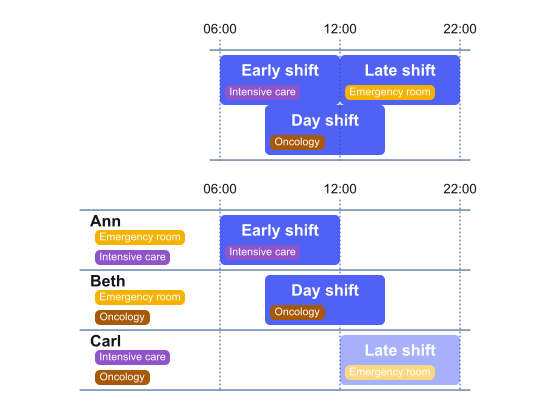 06:00 12:00 22:00
Early shift Late shift
Intensive care Emergency room
Day shift
Oncology
06:00 12:00 22:00
Ann
Emergency room
Intensive care
Early shift
Intensive care
Beth
Emergency room
Oncology
Day shift
Oncology
Carl
Intensive care
Oncology
Late shift
Emergency room